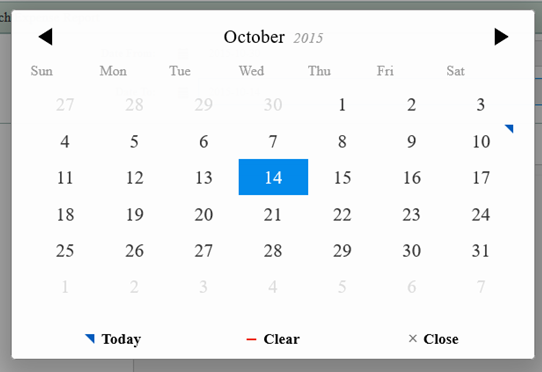 ch
October 2015
Sun Mon Tue Wed Thu Fri Sat
27 28 29 30 1 2 3
4 5 6 7 8 9 10
11 12 13 14 15 16 17
18 19 20 21 22 23 24
25 26 27 28 29 30 31
1 2 3 4 5 6 7
Today Clear × Close